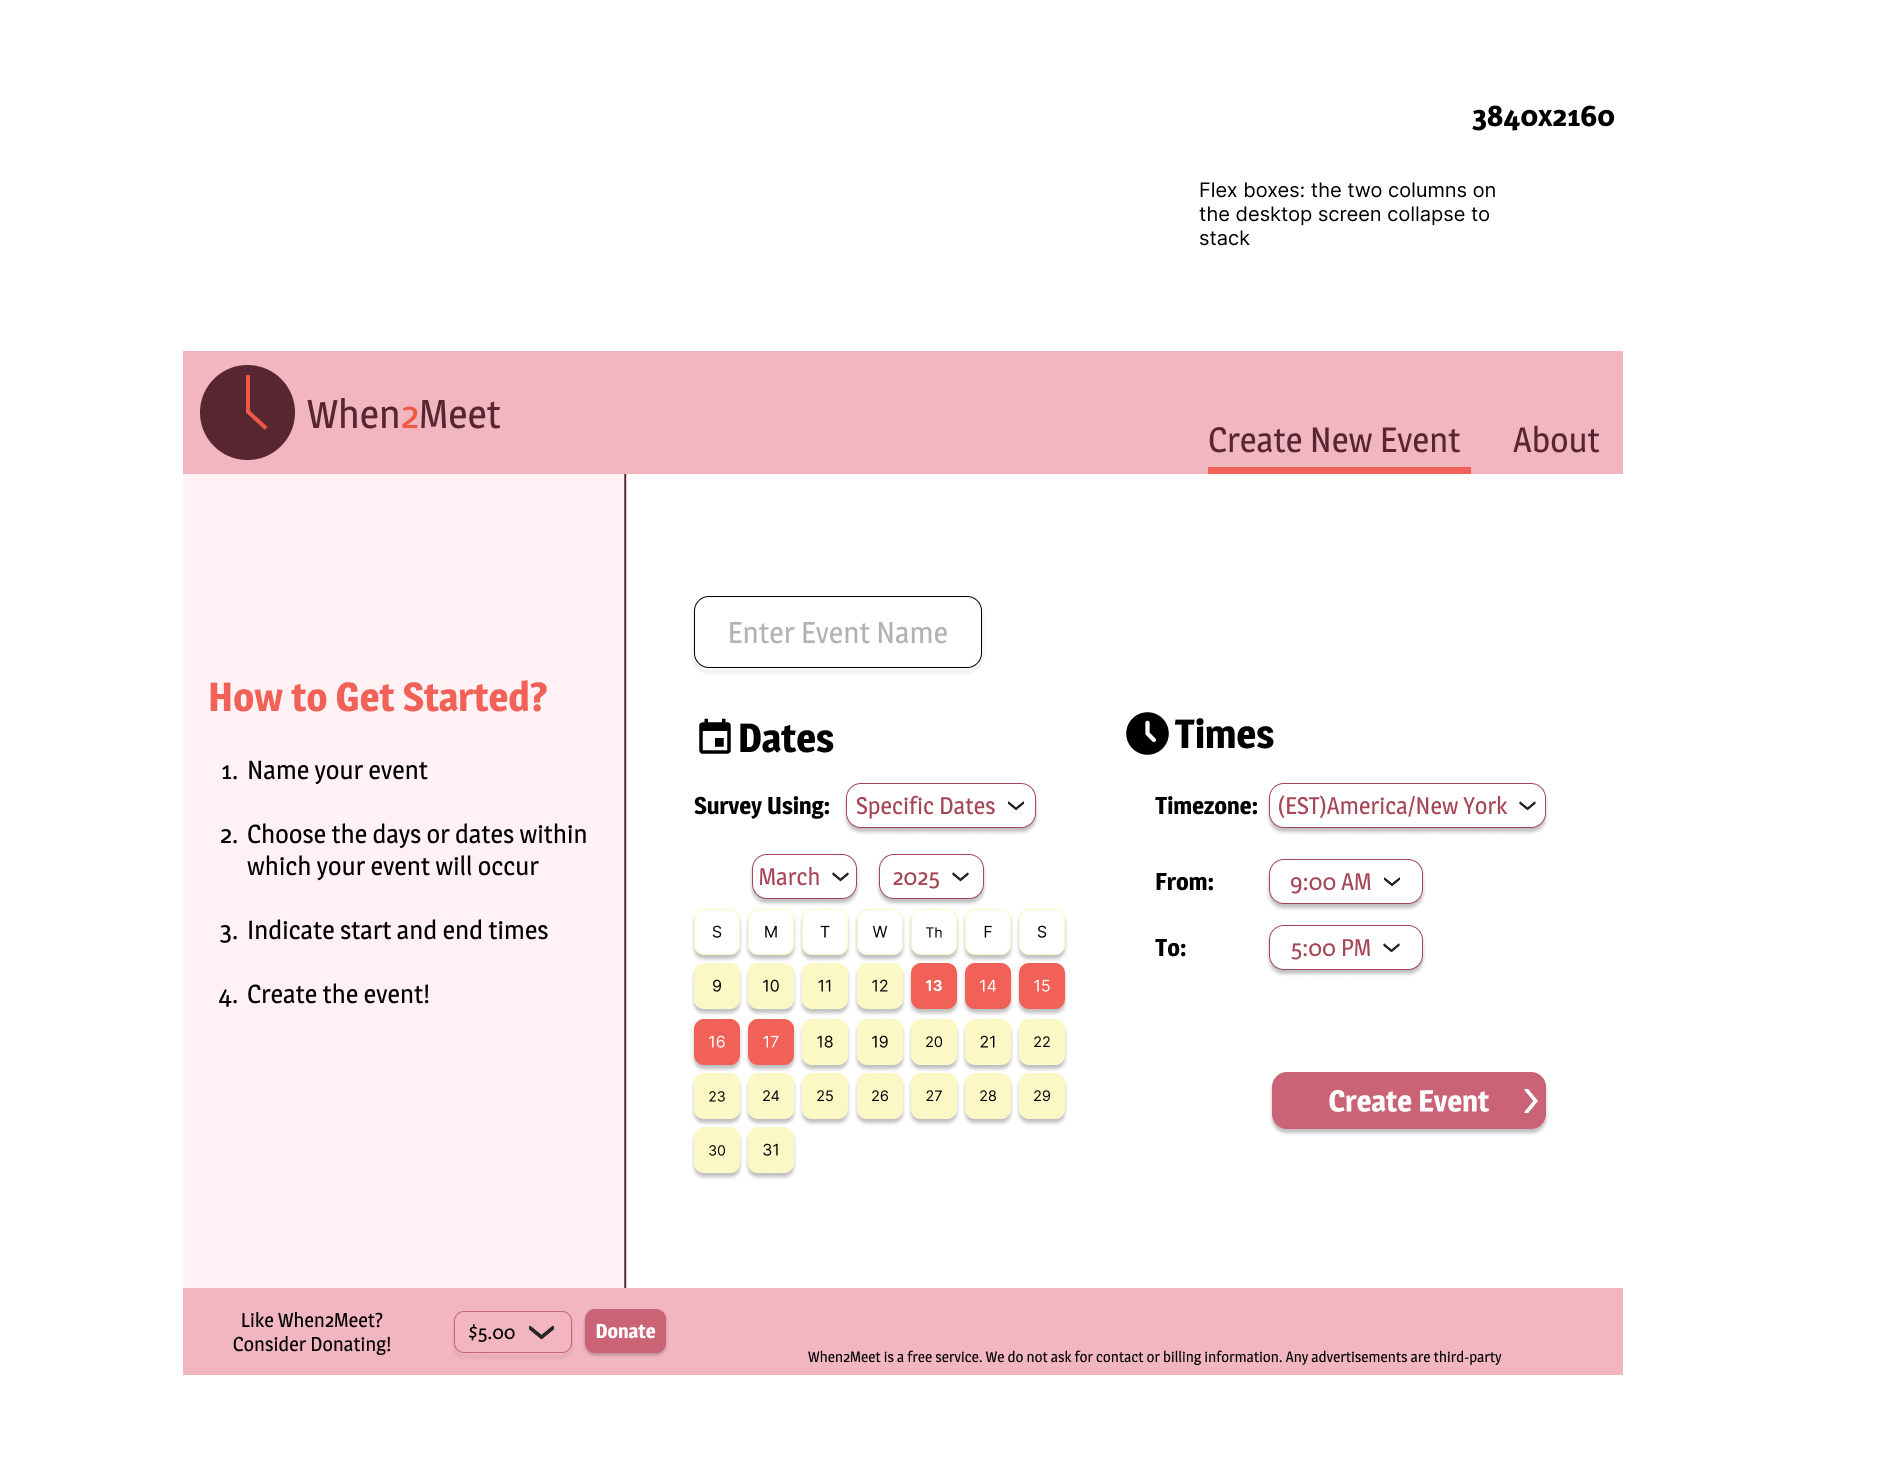 3840x2160
Flex boxes: the two columns on
the desktop screen collapse to
stack
When2Meet
Create New Event About
Enter Event Name
How to Get Started?
1. Name your event
2. Choose the days or dates within
which your event will occur
3. Indicate start and end times
4. Create the event!
Dates
Survey Using: Specific Dates
March 2025
S M T W Th F S
9 10 11 12 13 14 15
16 17 18 19 20 21 22
23 24 25 26 27 28 29
30 31
Times
Timezone: (EST)America/New York
From: 9:00 AM
To: 5:00 PM
Create Event
Like When2Meet?
Consider Donating!
$5.00
Donate
When2Meet is a free service. We do not ask for contact or billing information. Any advertisements are third-party